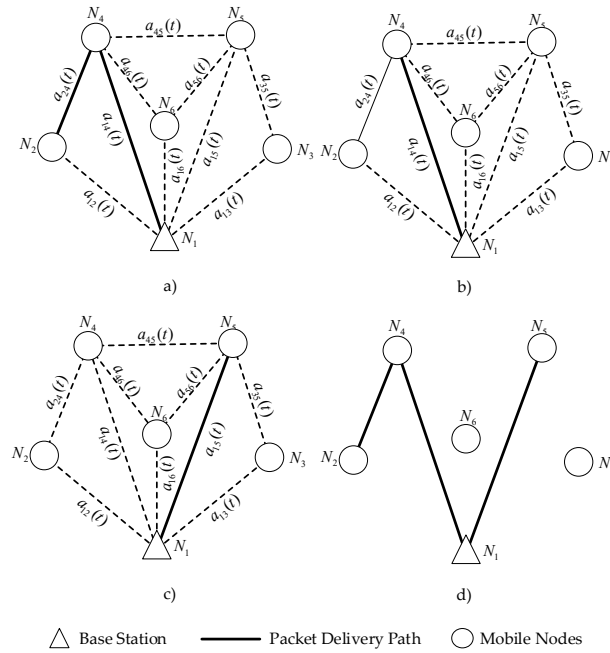 N₄ a₄₅(t) N₅
a₂₄(t) a₄₆(t) a₅₆(t) a₃₅(t)
N₆
a₁₄(t)
N₂ a₁₆(t) a₁₅(t) N₃
a₁₂(t) a₁₃(t)
N₁
a)
N₄ a₄₅(t) N₅
a₂₄(t) a₄₆(t) a₅₆(t) a₃₅(t)
N₆
a₁₄(t)
N₂ a₁₆(t) a₁₅(t) N
a₁₂(t) a₁₃(t)
N₁
b)
N₄ a₄₅(t) N₅
a₂₄(t) a₄₆(t) a₅₆(t) a₃₅(t)
N₆
a₁₄(t)
N₂ a₁₆(t) a₁₅(t) N₃
a₁₂(t) a₁₃(t)
N₁
c)
N₄ N₅
N₆
N₂ N
N₁
d)
Base Station Packet Delivery Path Mobile Nodes